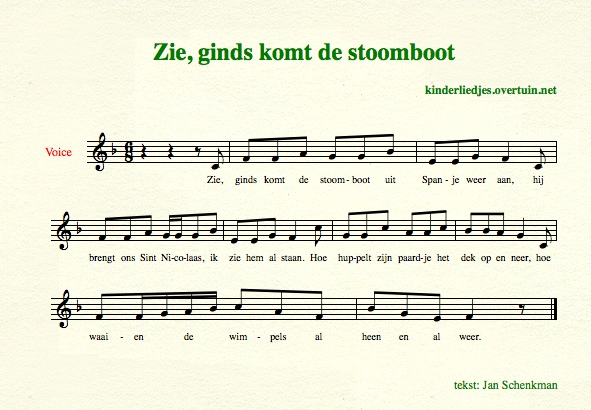 Zie, ginds komt de stoomboot
kinderliedjes.overtuin.net
Voice
Zie, ginds komt de stoom - boot uit Span - je weer aan, hij
brengt ons Sint Ni-co-laas, ik zie hem al staan. Hoe hup-pelt zijn paard-je het dek op en neer, hoe
waai - en de wim - pels al heen en al weer.
tekst: Jan Schenkman